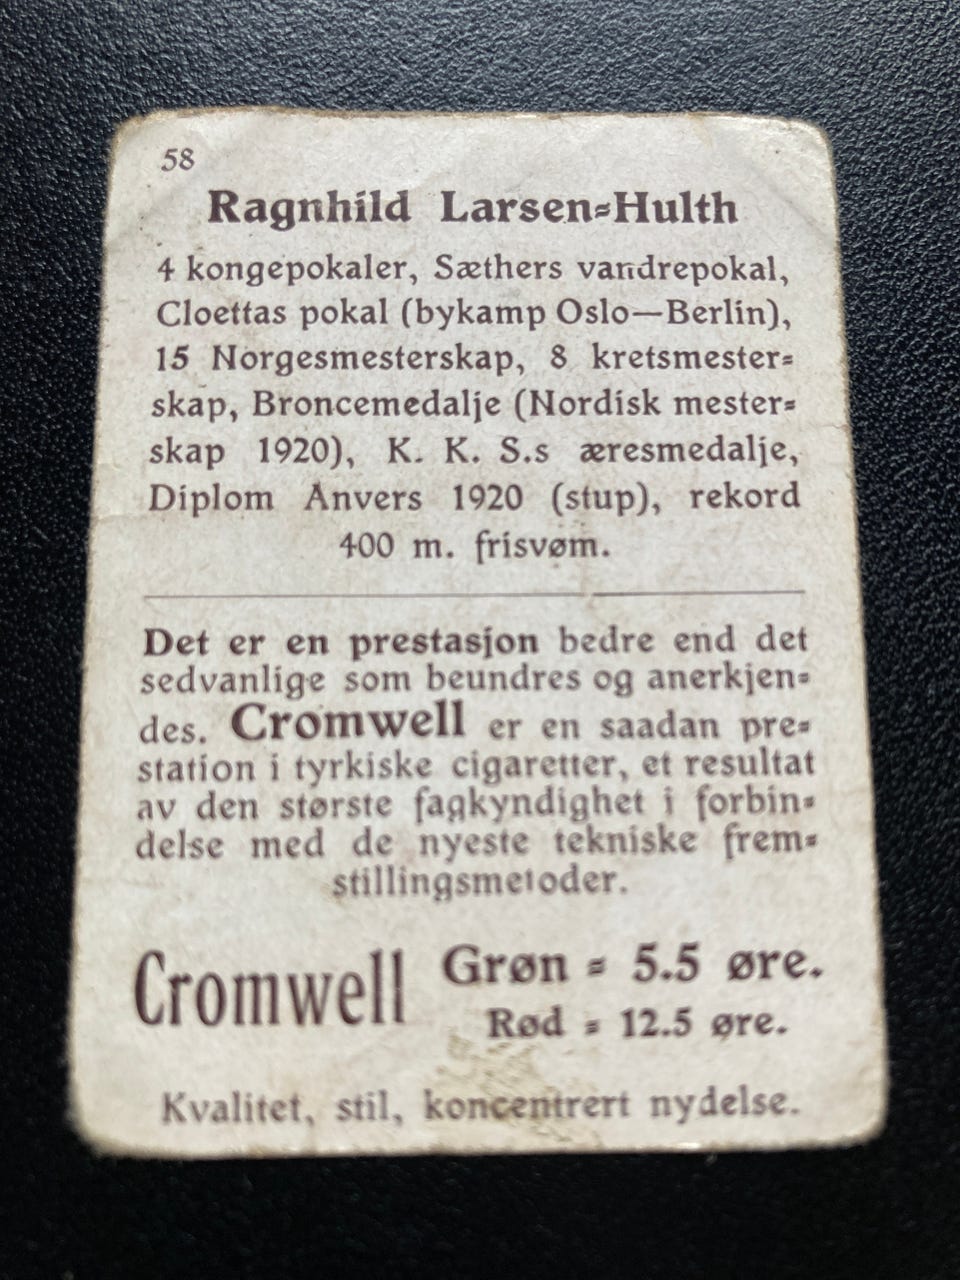 58
Ragnhild Larsen=Hulth
4 kongepokaler, Sæthers vandrepokal,
Cloettas pokal (bykamp Oslo—Berlin),
15 Norgesmesterskap, 8 kretsmester=
skap, Broncemedalje (Nordisk mester=
skap 1920), K. K. S.s æresmedalje,
Diplom Anvers 1920 (stup), rekord
400 m. frisvøm.
Det er en prestasjon bedre end det
sedvanlige som beundres og anerkjen=
des. Cromwell er en saadan pre=
station i tyrkiske cigaretter, et resultat
av den største fagkyndighet i forbin=
delse med de nyeste tekniske frem=
stillingsmetoder.
Cromwell Grøn = 5.5 øre.
Rød = 12.5 øre.
Kvalitet, stil, koncentrert nydelse.